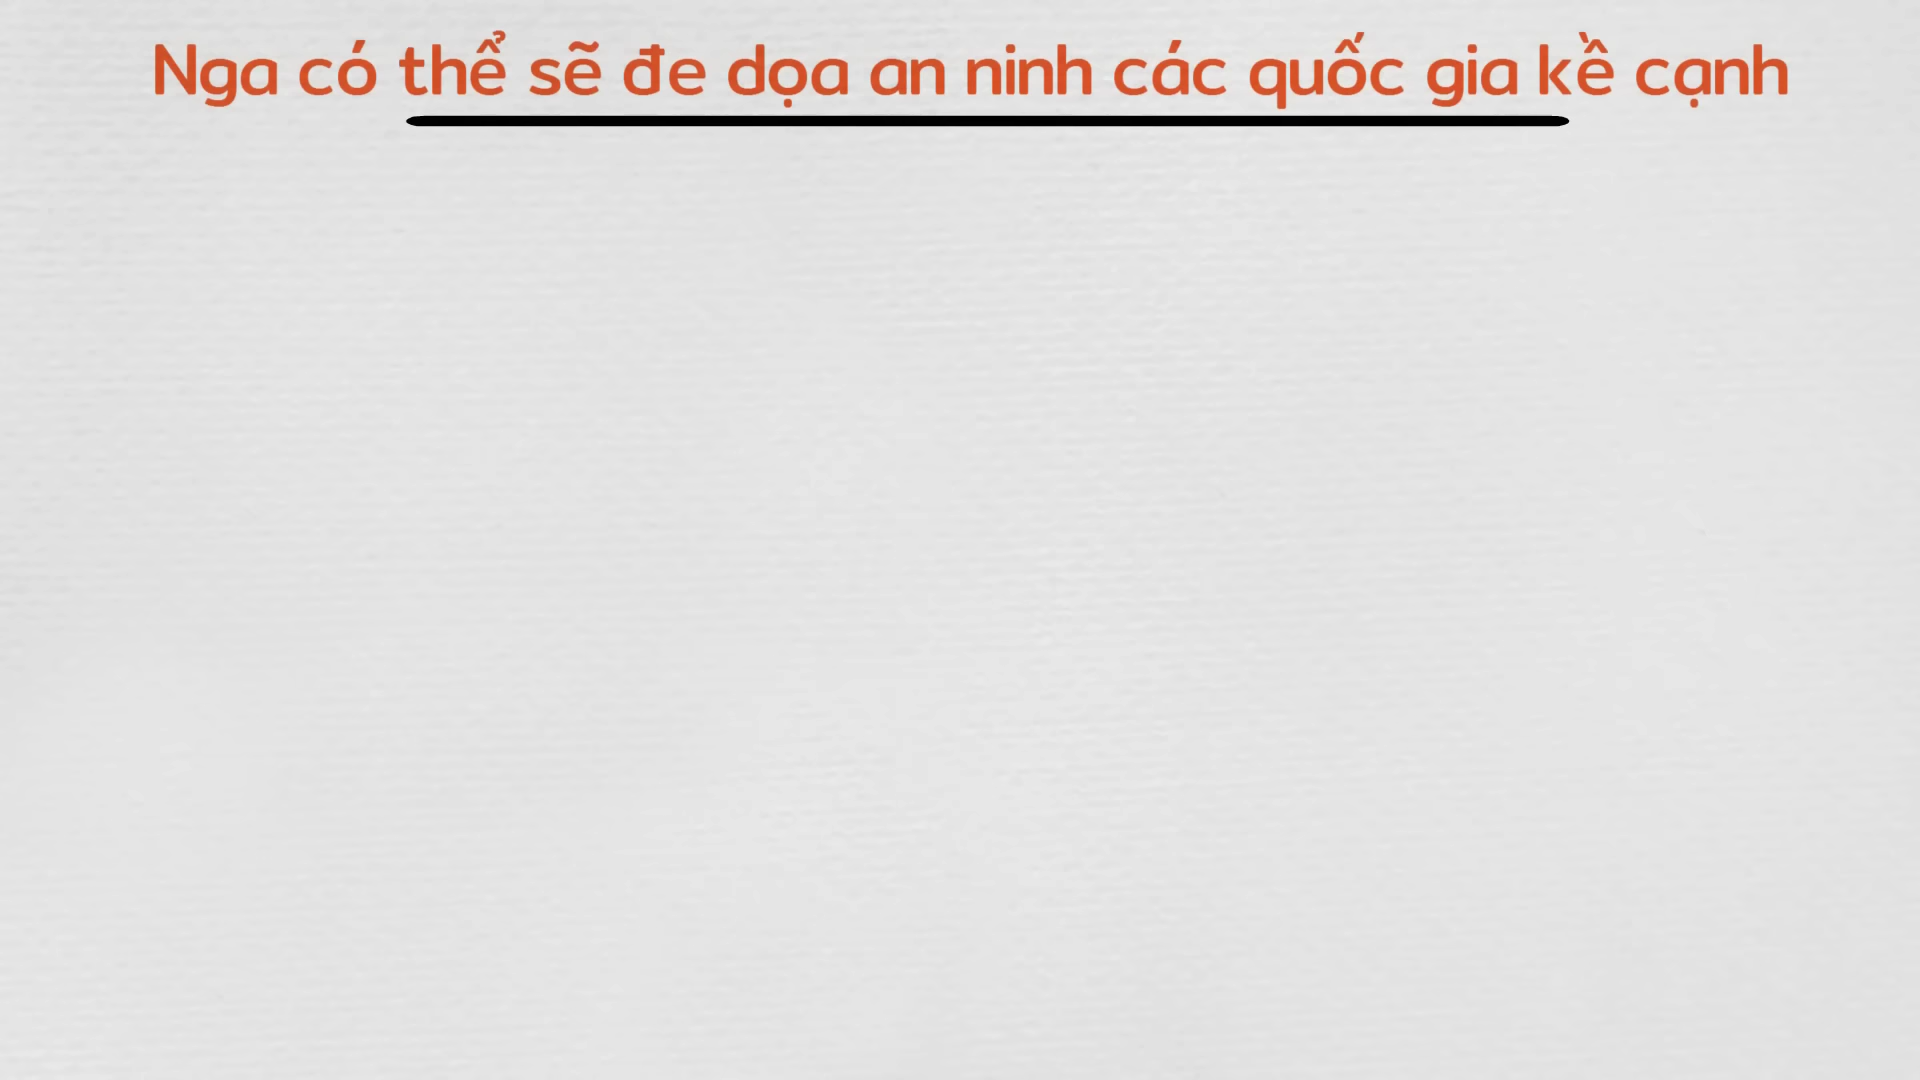 Nga có thể sẽ đe dọa an ninh các quốc gia kề cạnh